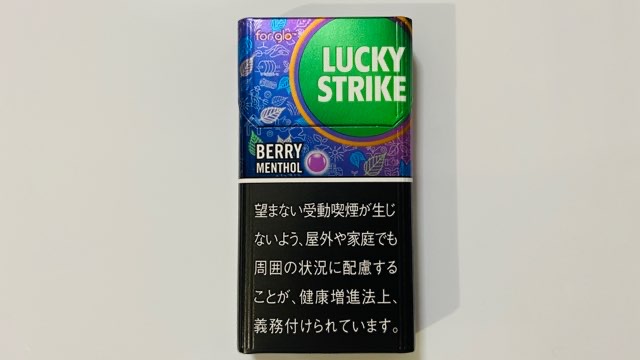 for glo™
LUCKY
STRIKE
BERRY
MENTHOL
望まない受動喫煙が生じ
ないよう、屋外や家庭でも
周囲の状況に配慮する
ことが、健康増進法上、
義務付けられています。